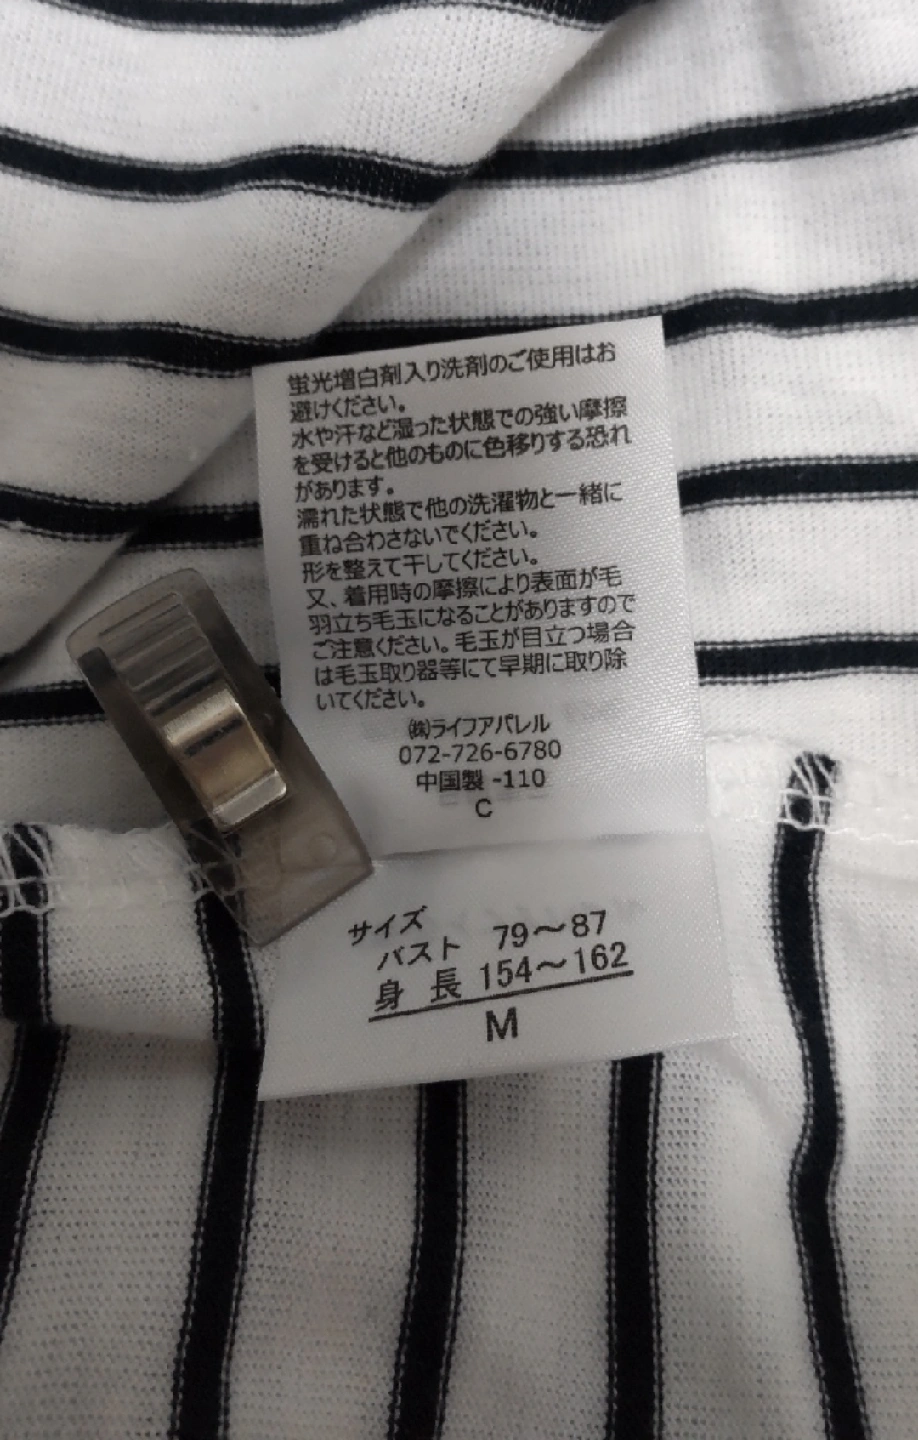 蛍光増白剤入り洗剤のご使用はお
避けください。
水や汗など湿った状態での強い摩擦
を受けると他のものに色移りする恐れ
があります。
濡れた状態で他の洗濯物と一緒に
重ね合わさないでください。
形を整えて干してください。
又、着用時の摩擦により表面が毛
羽立ち毛玉になることがありますので
ご注意ください。毛玉が目立つ場合
は毛玉取り器等にて早期に取り除
いてください。
㈱ライフアパレル
072-726-6780
中国製 -110
C
サイズ
バスト 79～87
身 長 154～162
M